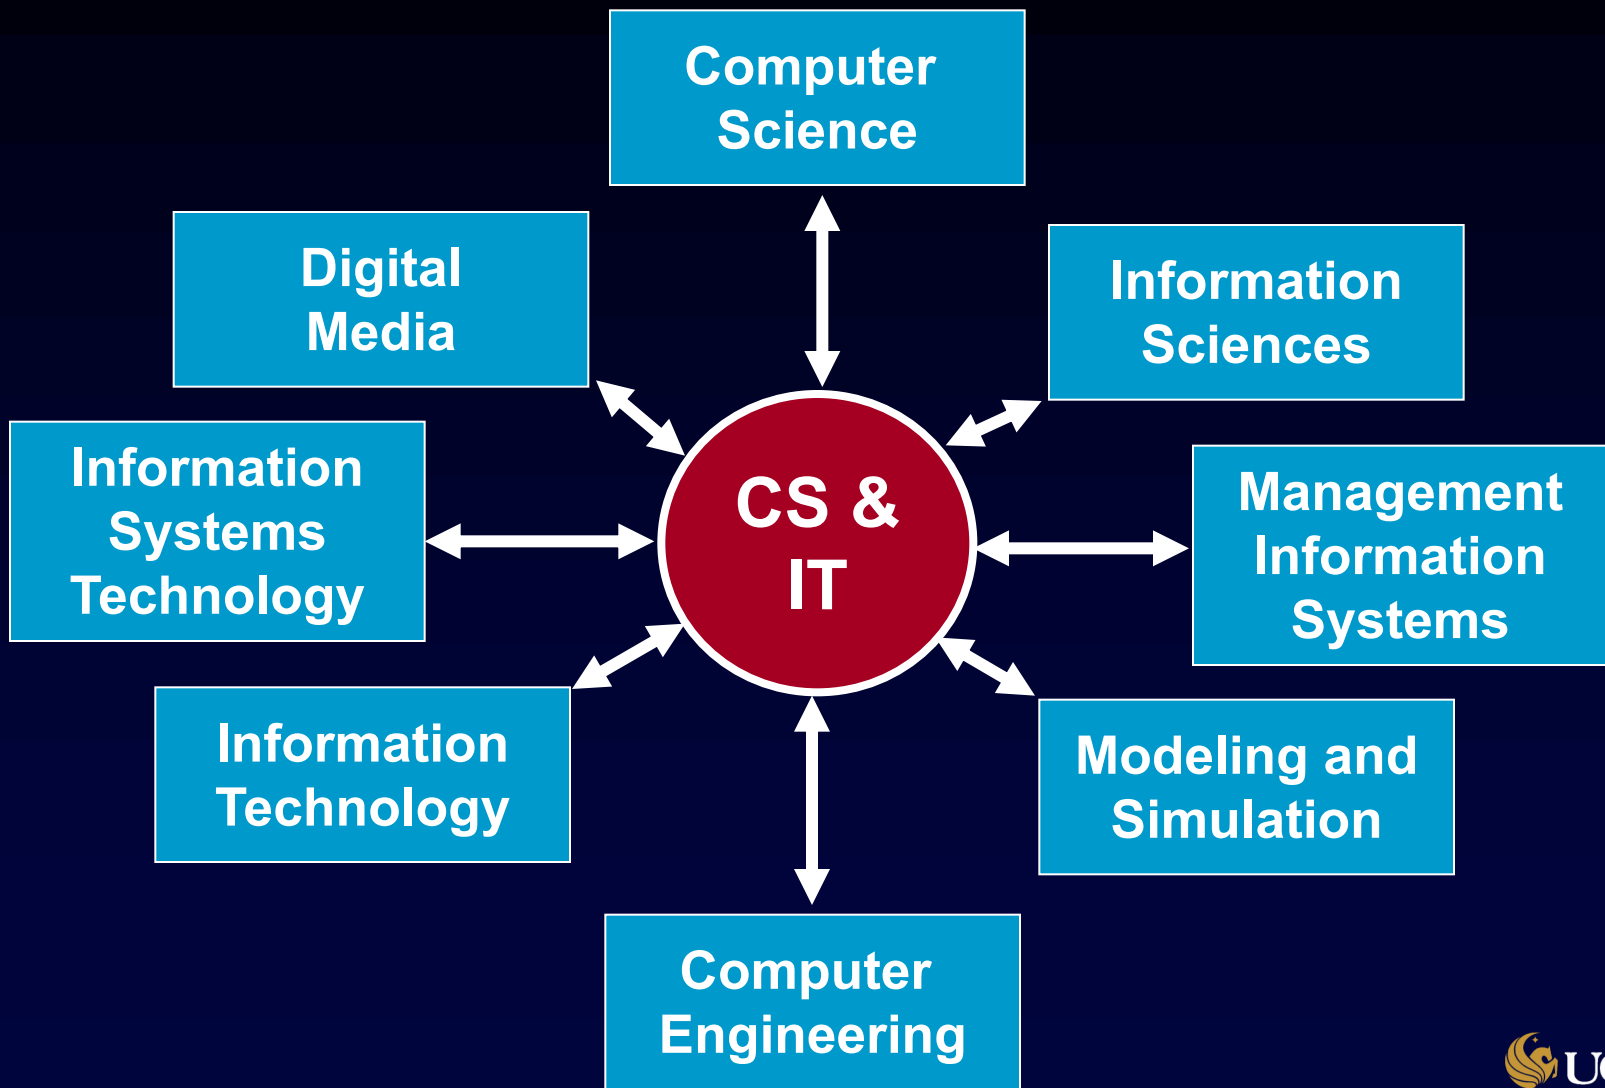 Computer
Science
Digital
Media
Information
Sciences
Information
Systems
Technology
CS &
IT
Management
Information
Systems
Information
Technology
Modeling and
Simulation
Computer
Engineering